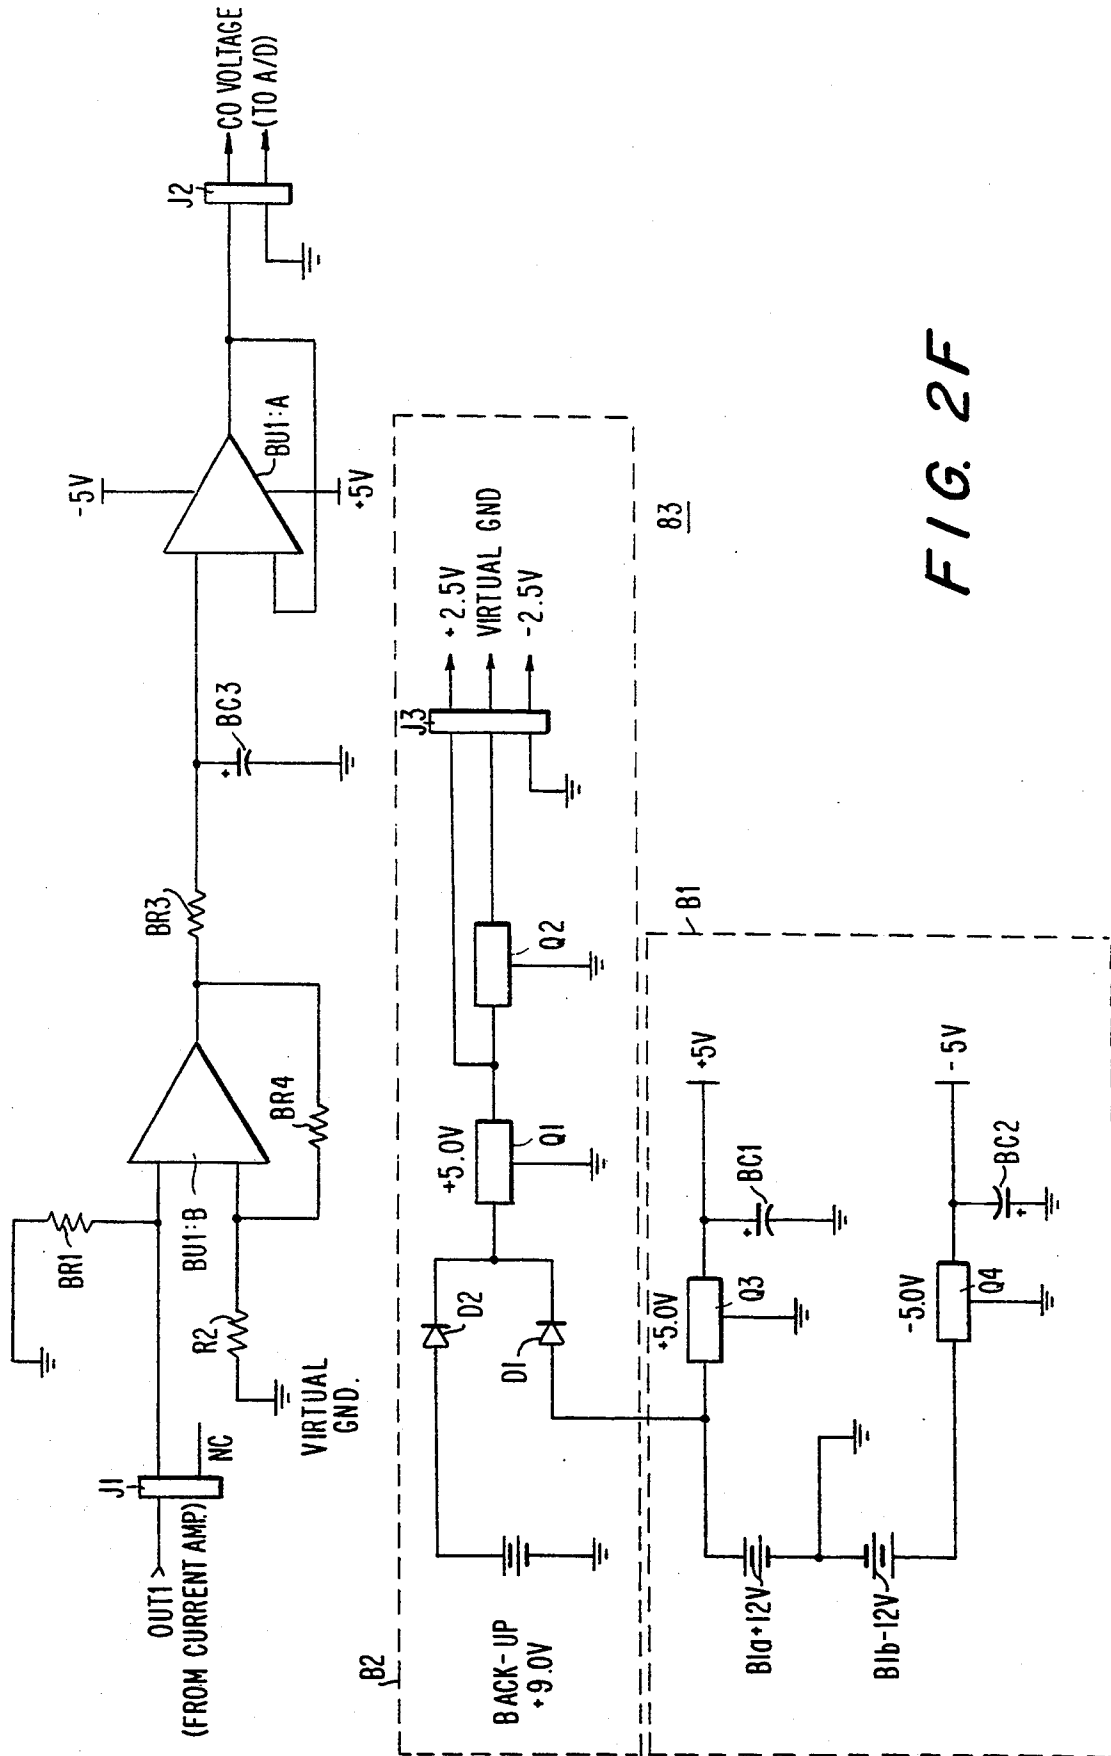 OUT1
(FROM CURRENT AMP.)
J1
NC
BR1
R2
VIRTUAL
GND.
BU1:B
BR4
BR3
BC3
-5V
BU1:A
+5V
J2
CO VOLTAGE
(TO A/D)
B2
BACK-UP
+9.0V
D2
D1
+5.0V
Q1
Q2
J3
+2.5V
VIRTUAL GND
-2.5V
83
B1
B1a+12V
B1b-12V
+5.0V
Q3
BC1
+5V
-5.0V
Q4
BC2
-5V
FIG. 2F